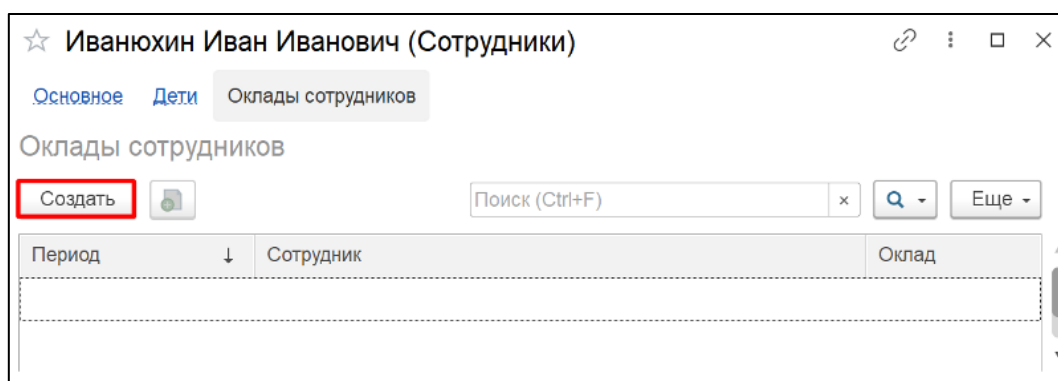 Иванюхин Иван Иванович (Сотрудники)
Основное Дети Оклады сотрудников
Оклады сотрудников
Создать Поиск (Ctrl+F) × Еще
Период ↓ Сотрудник Оклад